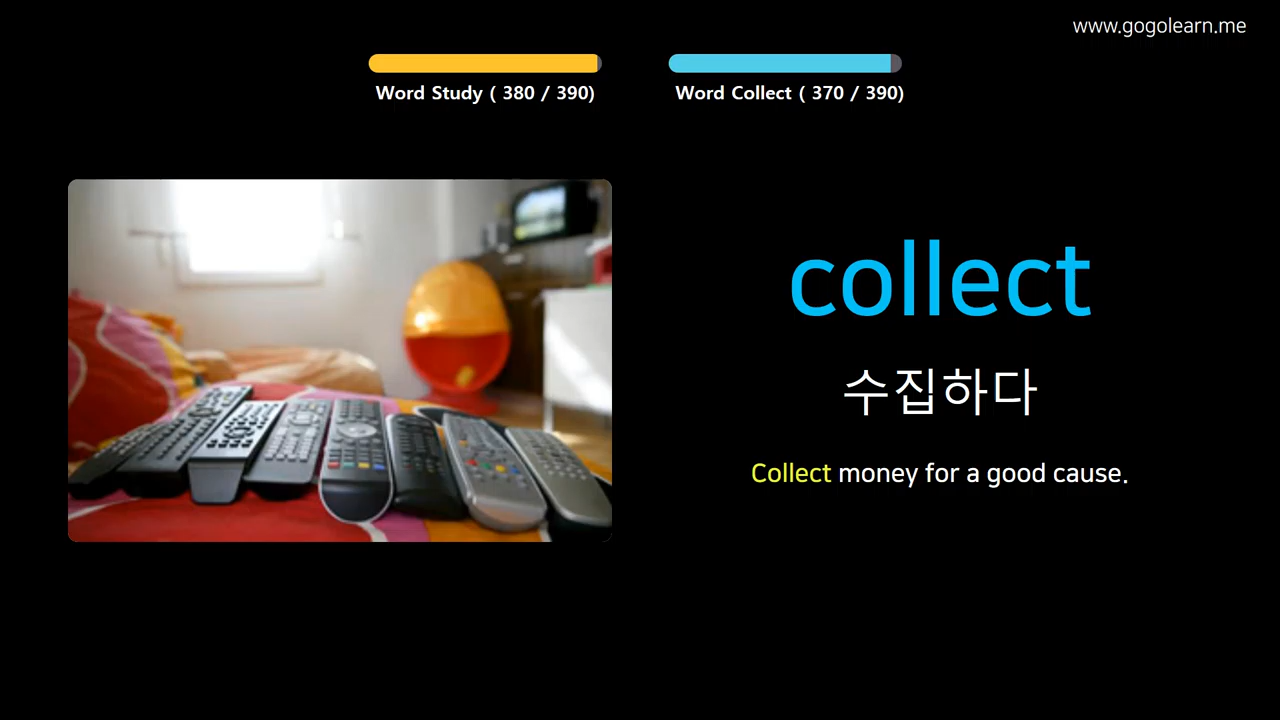 www.gogolearn.me
Word Study ( 380 / 390)
Word Collect ( 370 / 390)
collect
수집하다
Collect money for a good cause.